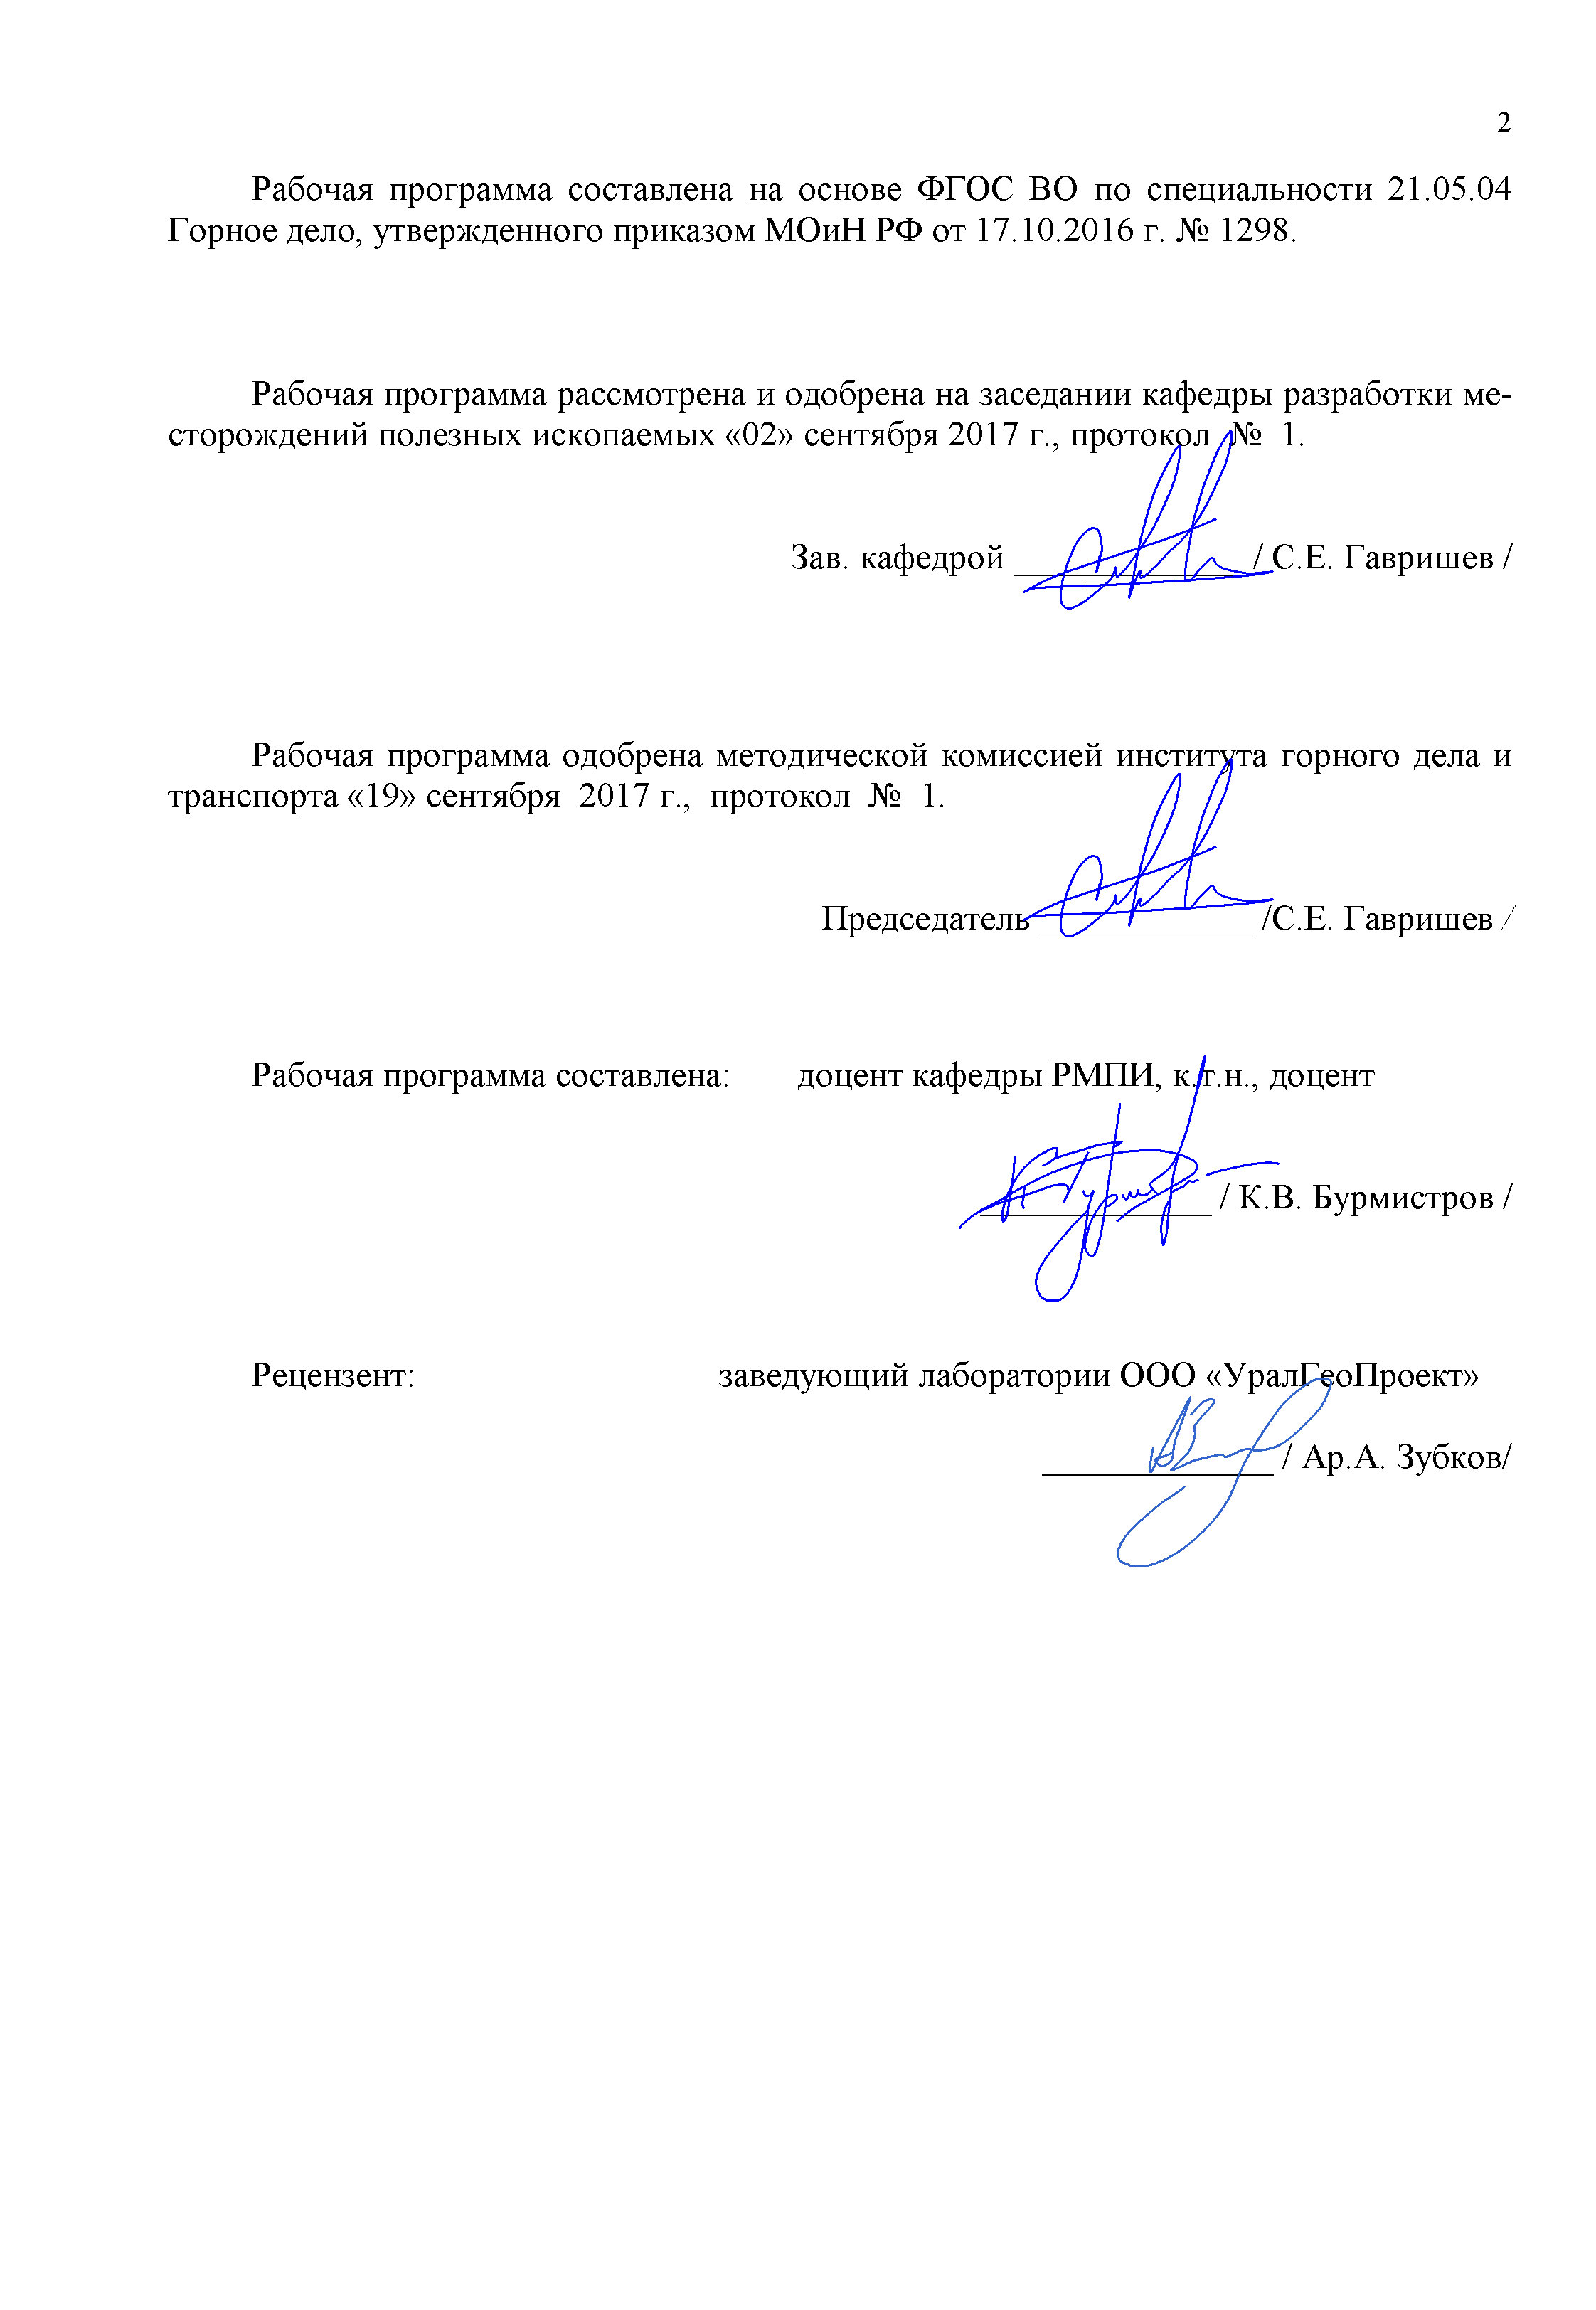 2
Рабочая программа составлена на основе ФГОС ВО по специальности 21.05.04
Горное дело, утвержденного приказом МОиН РФ от 17.10.2016 г. № 1298.
Рабочая программа рассмотрена и одобрена на заседании кафедры разработки ме-
сторождений полезных ископаемых «02» сентября 2017 г., протокол № 1.
Зав. кафедрой _____________ / С.Е. Гавришев /
Рабочая программа одобрена методической комиссией института горного дела и
транспорта «19» сентября 2017 г., протокол № 1.
Председатель ____________ /С.Е. Гавришев /
Рабочая программа составлена: доцент кафедры РМПИ, к.т.н., доцент
_____________ / К.В. Бурмистров /
Рецензент: заведующий лаборатории ООО «УралГеоПроект»
_____________ / Ар.А. Зубков/